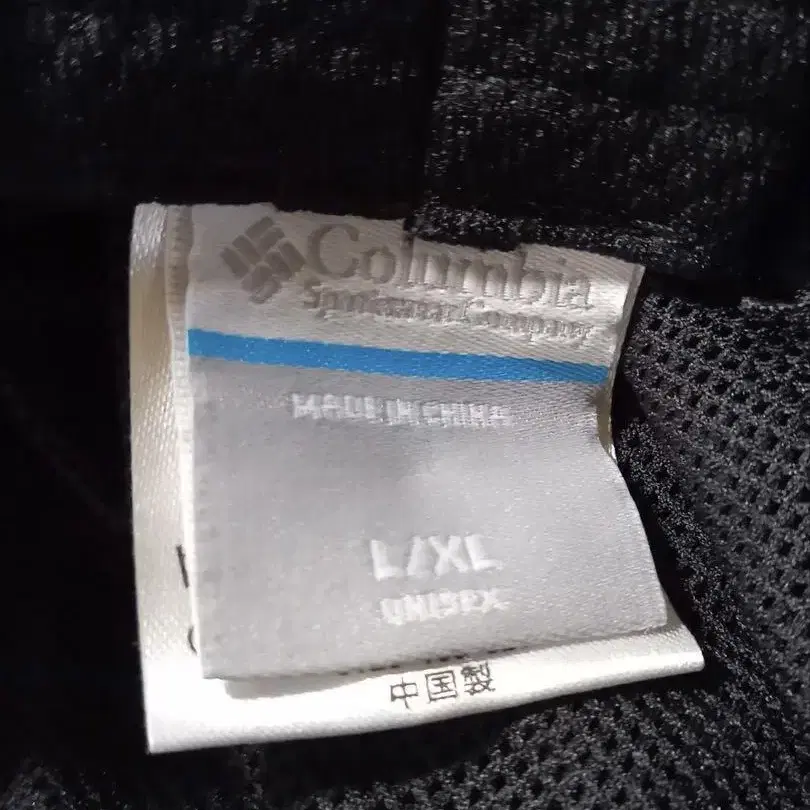 Columbia
Sportswear Company
MADE IN CHINA
L/XL
UNISEX
中国製